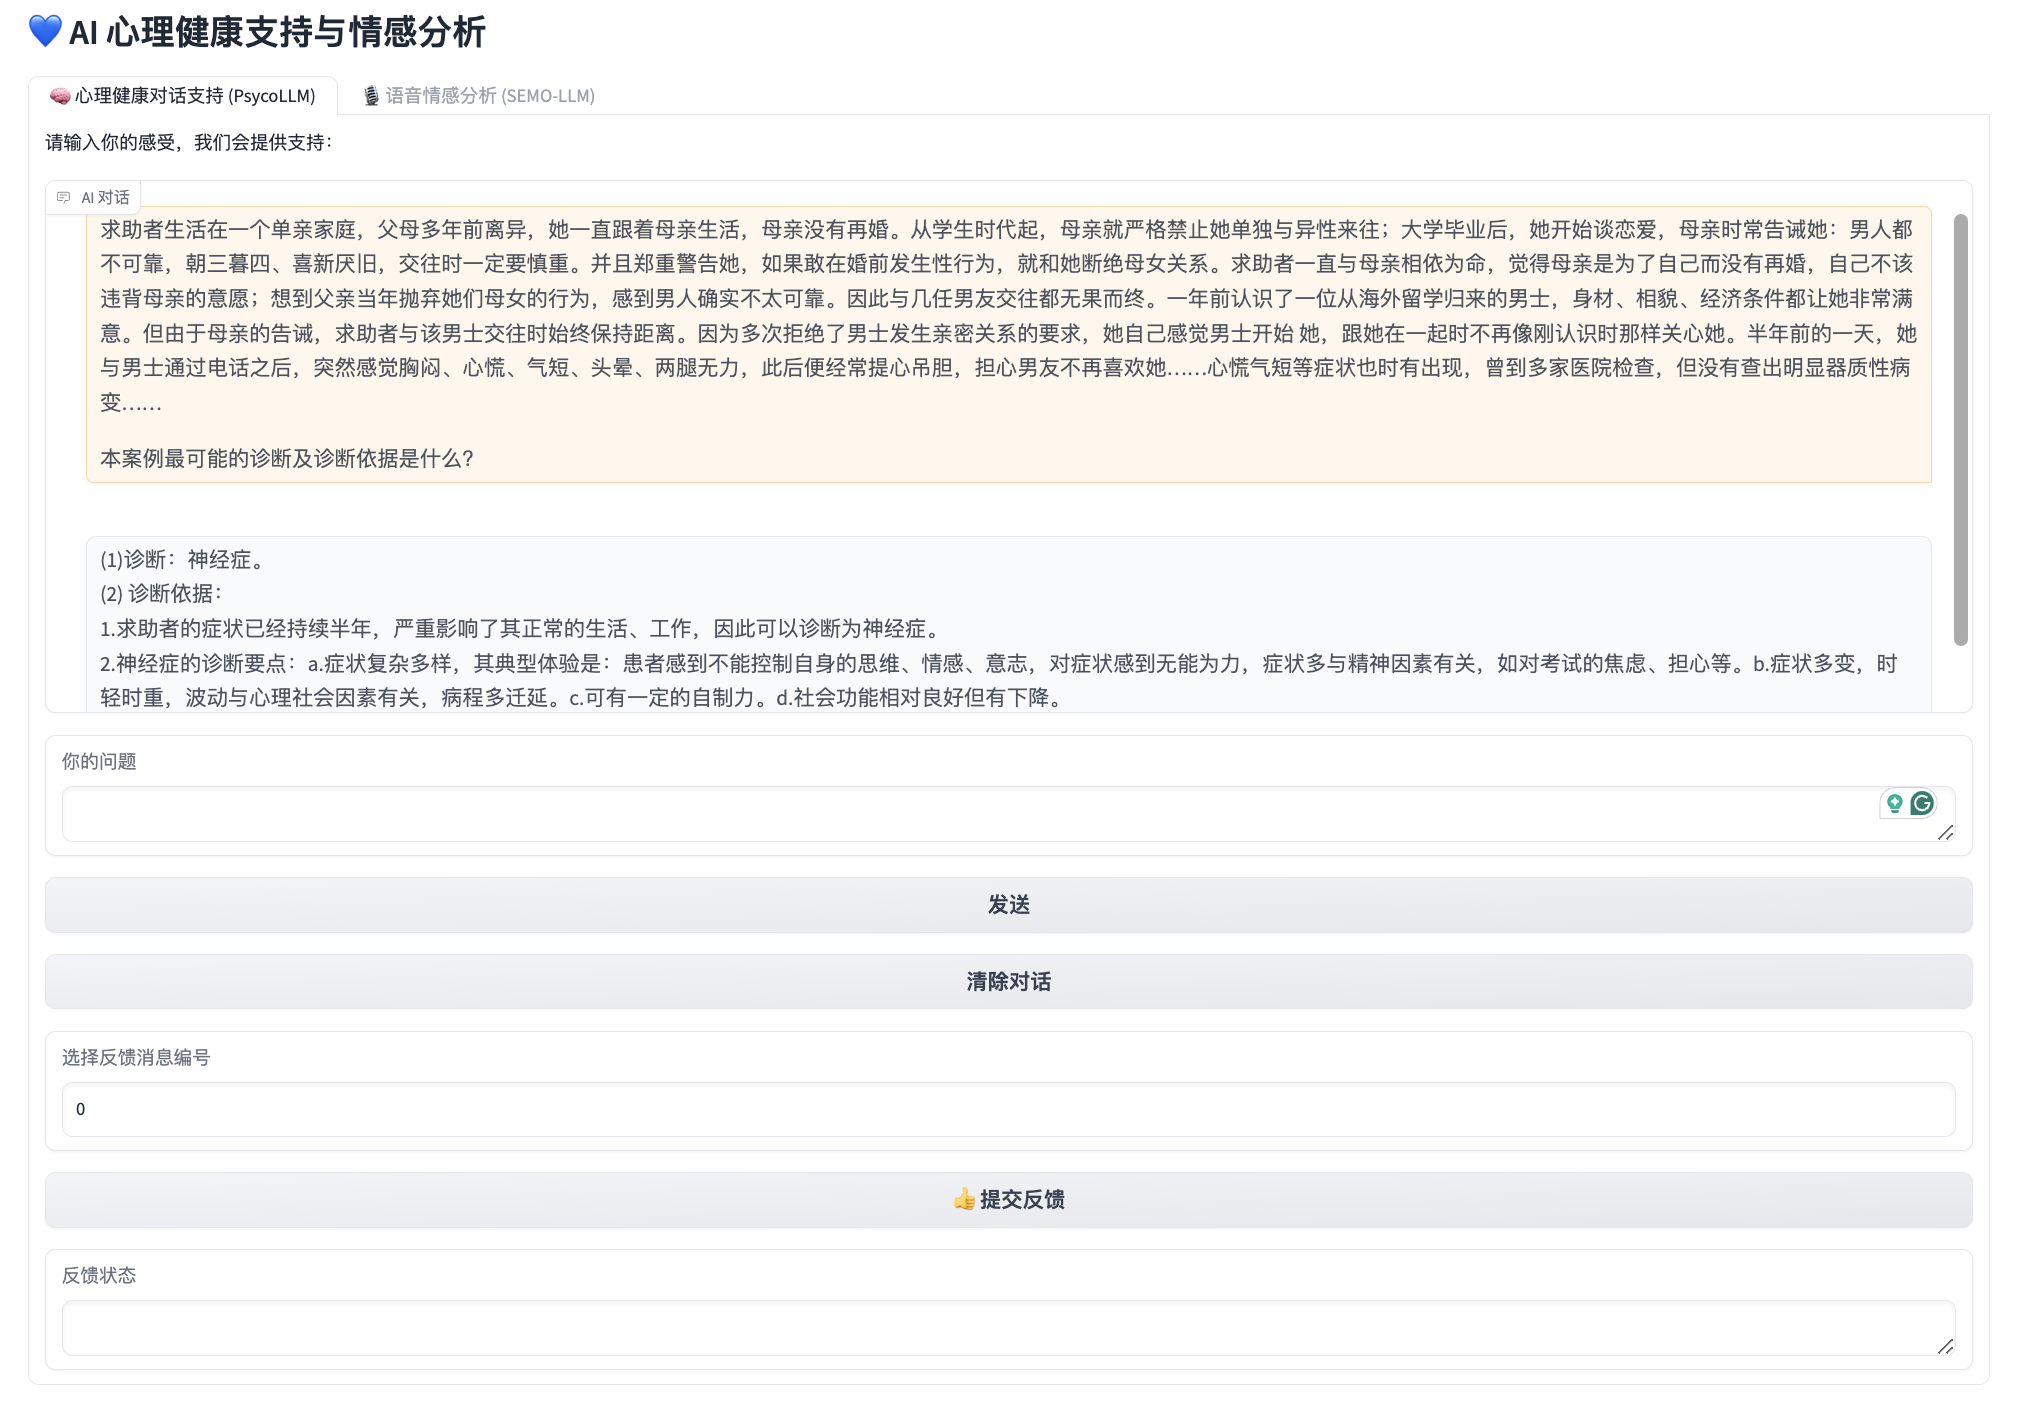 💙 AI 心理健康支持与情感分析
🧠 心理健康对话支持 (PsycoLLM)
🎙️ 语音情感分析 (SEMO-LLM)
请输入你的感受，我们会提供支持：
AI 对话
求助者生活在一个单亲家庭，父母多年前离异，她一直跟着母亲生活，母亲没有再婚。从学生时代起，母亲就严格禁止她单独与异性来往；大学毕业后，她开始谈恋爱，母亲时常告诫她：男人都
不可靠，朝三暮四、喜新厌旧，交往时一定要慎重。并且郑重警告她，如果敢在婚前发生性行为，就和她断绝母女关系。求助者一直与母亲相依为命，觉得母亲是为了自己而没有再婚，自己不该
违背母亲的意愿；想到父亲当年抛弃她们母女的行为，感到男人确实不太可靠。因此与几任男友交往都无果而终。一年前认识了一位从海外留学归来的男士，身材、相貌、经济条件都让她非常满
意。但由于母亲的告诫，求助者与该男士交往时始终保持距离。因为多次拒绝了男士发生亲密关系的要求，她自己感觉男士开始 她，跟她在一起时不再像刚认识时那样关心她。半年前的一天，她
与男士通过电话之后，突然感觉胸闷、心慌、气短、头晕、两腿无力，此后便经常提心吊胆，担心男友不再喜欢她……心慌气短等症状也时有出现，曾到多家医院检查，但没有查出明显器质性病
变……
本案例最可能的诊断及诊断依据是什么？
(1)诊断：神经症。
(2) 诊断依据：
1.求助者的症状已经持续半年，严重影响了其正常的生活、工作，因此可以诊断为神经症。
2.神经症的诊断要点：a.症状复杂多样，其典型体验是：患者感到不能控制自身的思维、情感、意志，对症状感到无能为力，症状多与精神因素有关，如对考试的焦虑、担心等。b.症状多变，时
轻时重，波动与心理社会因素有关，病程多迁延。c.可有一定的自制力。d.社会功能相对良好但有下降。
你的问题
发送
清除对话
选择反馈消息编号
0
👍 提交反馈
反馈状态